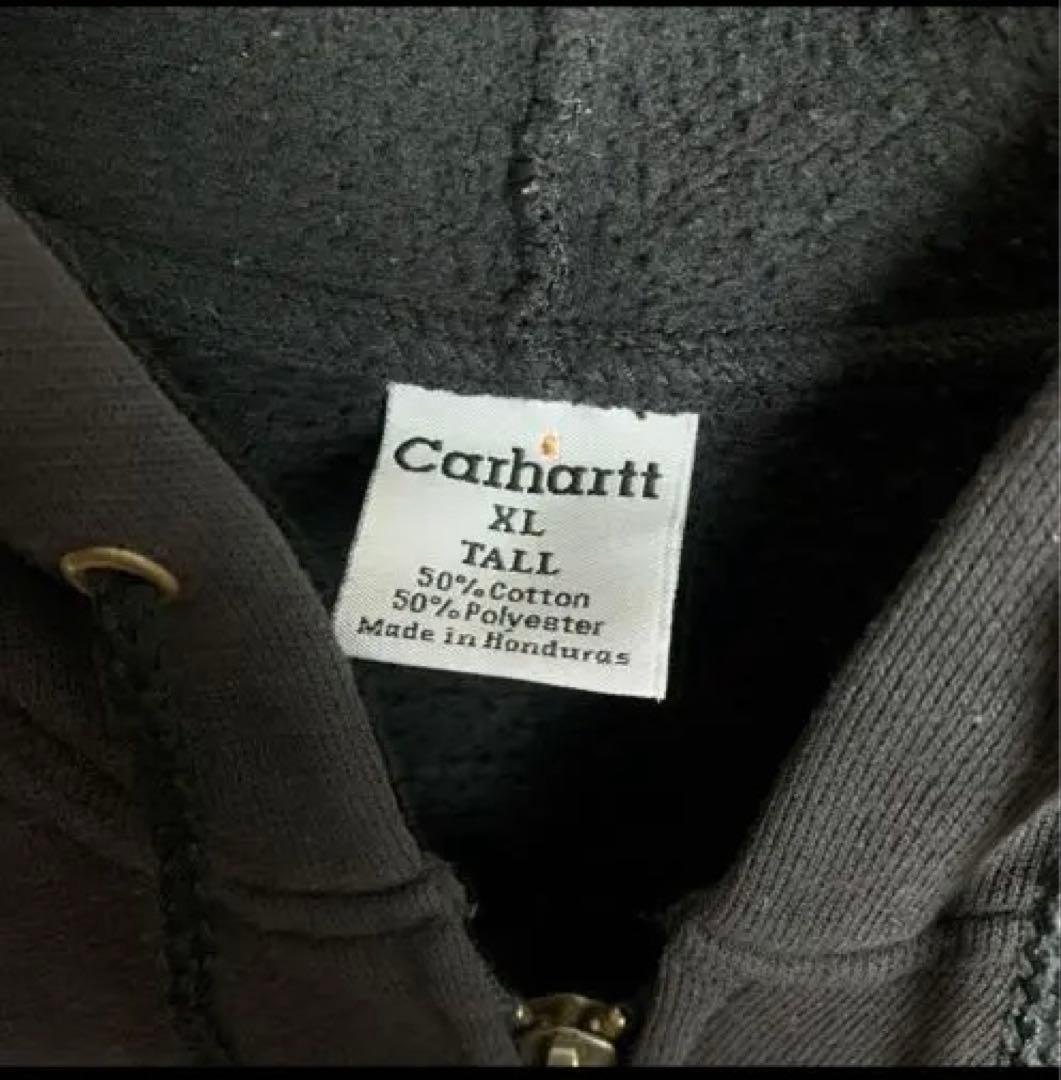 Carhartt
XL
TALL
50% Cotton
50% Polyester
Made in Honduras